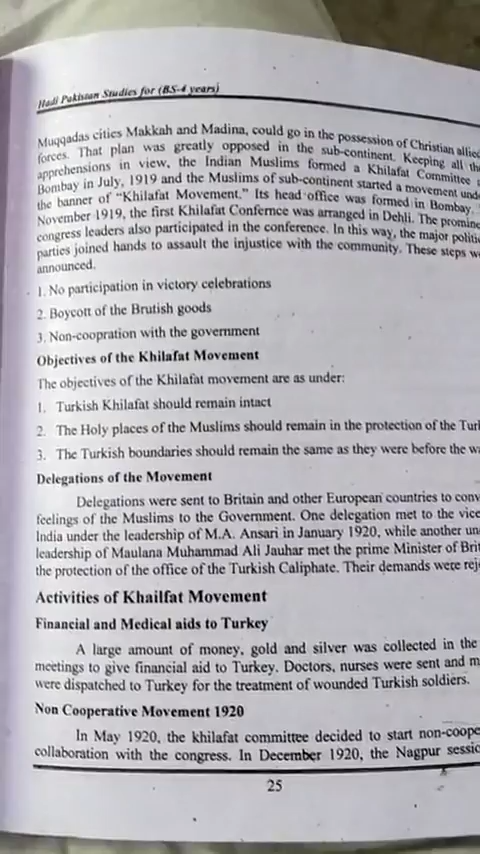 Hadi Pakistan Studies for (BS-4 years)
Muqqadas cities Makkah and Madina, could go in the possession of Christian allied
forces. That plan was greatly opposed in the sub-continent. Keeping all
apprehensions in view, the Indian Muslims formed a Khilafat Committee
Bombay in July, 1919 and the Muslims of sub-continent started a movement
the banner of "Khilafat Movement." Its head office was formed in Bombay.
November 1919, the first Khilafat Confernce was arranged in Dehli. The
congress leaders also participated in the conference. In this way, the major
parties joined hands to assault the injustice with the community. These steps
announced.
1. No participation in victory celebrations
2. Boycott of the Brutish goods
3. Non-coopration with the government
Objectives of the Khilafat Movement
The objectives of the Khilafat movement are as under:
1. Turkish Khilafat should remain intact
2. The Holy places of the Muslims should remain in the protection of the
3. The Turkish boundaries should remain the same as they were before the
Delegations of the Movement
Delegations were sent to Britain and other European countries to
feelings of the Muslims to the Government. One delegation met to the
India under the leadership of M.A. Ansari in January 1920, while another
leadership of Maulana Muhammad Ali Jauhar met the prime Minister of
the protection of the office of the Turkish Caliphate. Their demands were
Activities of Khailfat Movement
Financial and Medical aids to Turkey
A large amount of money, gold and silver was collected in the
meetings to give financial aid to Turkey. Doctors, nurses were sent and
were dispatched to Turkey for the treatment of wounded Turkish soldiers.
Non Cooperative Movement 1920
In May 1920, the khilafat committee decided to start
collaboration with the congress. In December 1920, the Nagpur
25